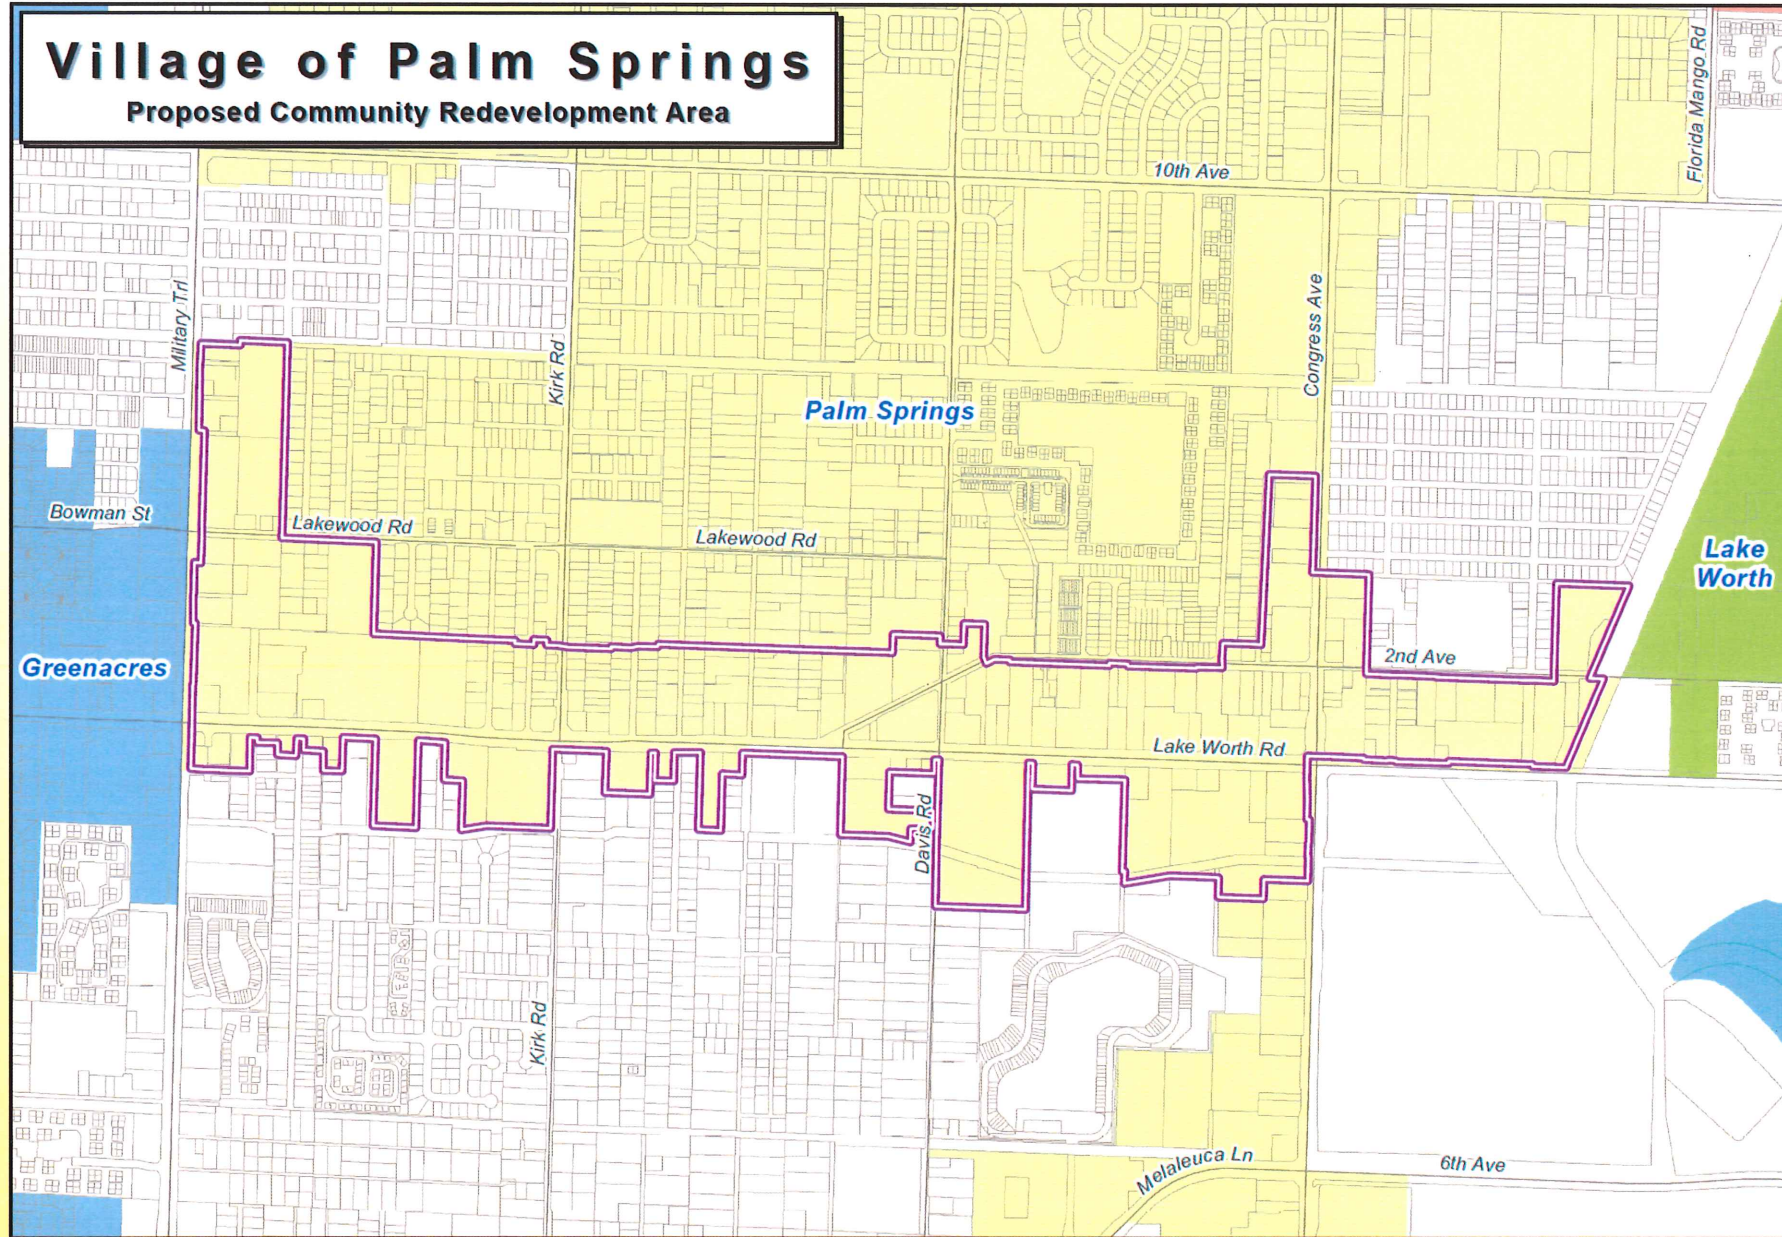 Village of Palm Springs
Proposed Community Redevelopment Area
Florida Mango Rd
10th Ave
Military Trl
Kirk Rd
Congress Ave
Palm Springs
Bowman St
Lakewood Rd
Lakewood Rd
Lake
Worth
Greenacres
2nd Ave
Lake Worth Rd
Davis Rd
Kirk Rd
Melaleuca Ln
6th Ave